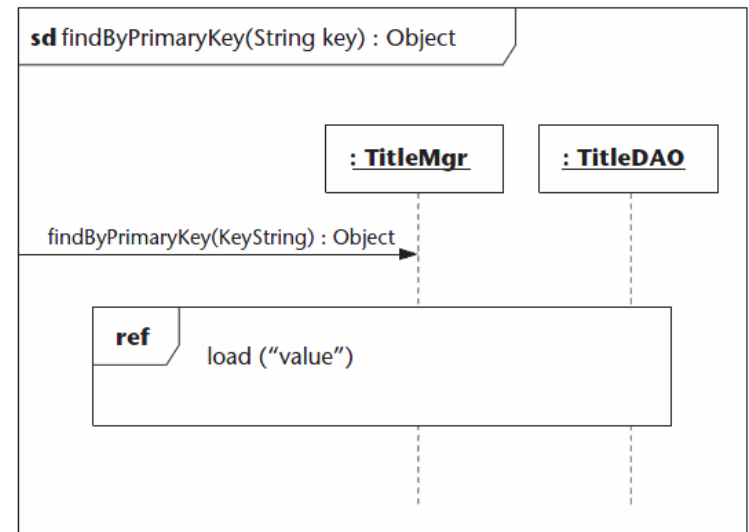 sd findByPrimaryKey(String key) : Object
: TitleMgr
: TitleDAO
findByPrimaryKey(KeyString) : Object
ref
load (“value”)